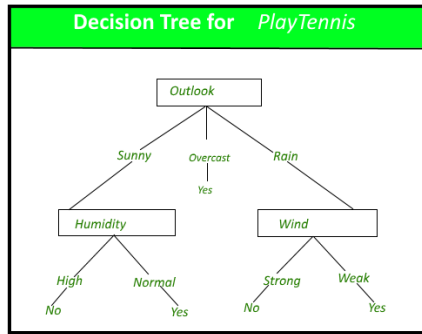 Decision Tree for PlayTennis
Outlook
Sunny Overcast Rain
Yes
Humidity Wind
High Normal Strong Weak
No Yes No Yes